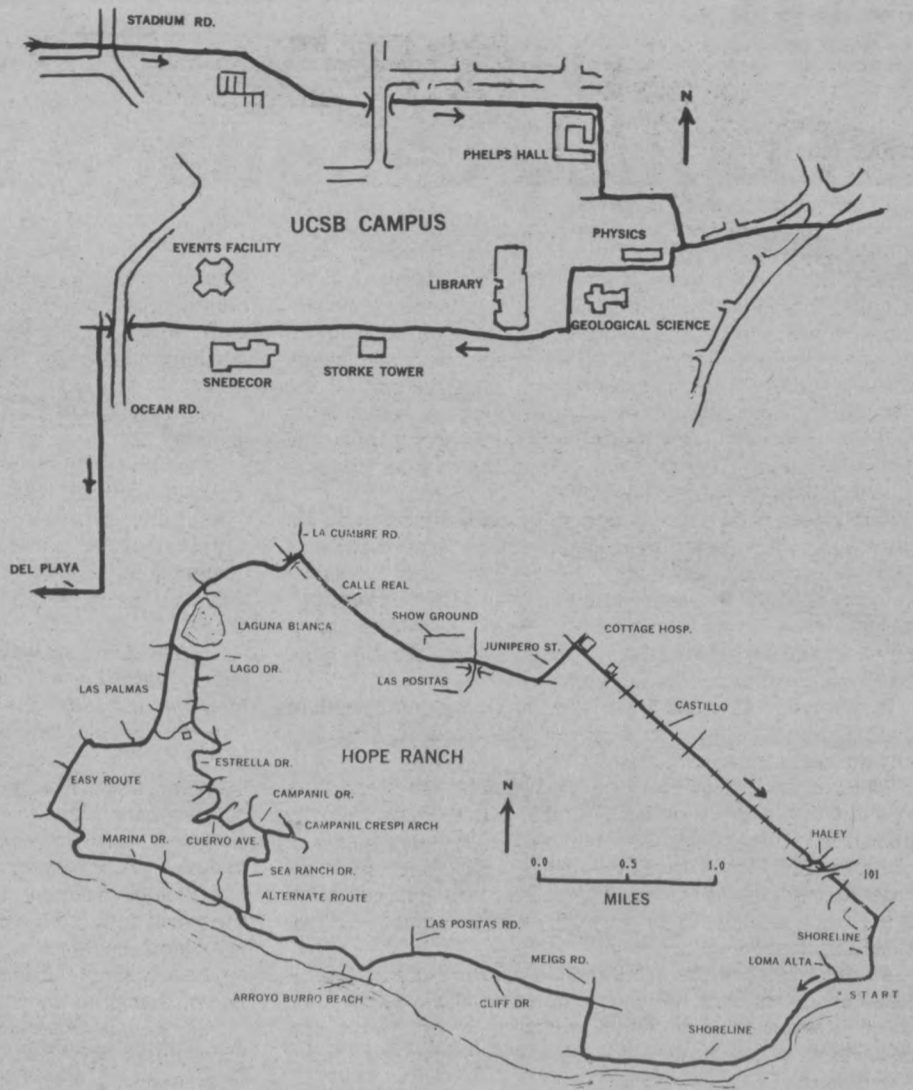 STADIUM RD.
N
PHELPS HALL
UCSB CAMPUS
PHYSICS
EVENTS FACILITY
LIBRARY
GEOLOGICAL SCIENCE
STORKE TOWER
SNEDECOR
OCEAN RD.
LA CUMBRE RD.
DEL PLAYA
CALLE REAL
SHOW GROUND
COTTAGE HOSP.
LAGUNA BLANCA
JUNIPERO ST.
LAGO DR.
LAS POSITAS
LAS PALMAS
CASTILLO
HOPE RANCH
ESTRELLA DR.
EASY ROUTE
N
CAMPANIL DR.
CAMPANIL CRESPI ARCH
HALEY
MARINA DR.
CUERVO AVE.
0.0 0.5 1.0
101
SEA RANCH DR.
MILES
ALTERNATE ROUTE
LAS POSITAS RD.
SHORELINE
MEIGS RD.
LOMA ALTA
START
ARROYO BURRO BEACH
CLIFF DR.
SHORELINE